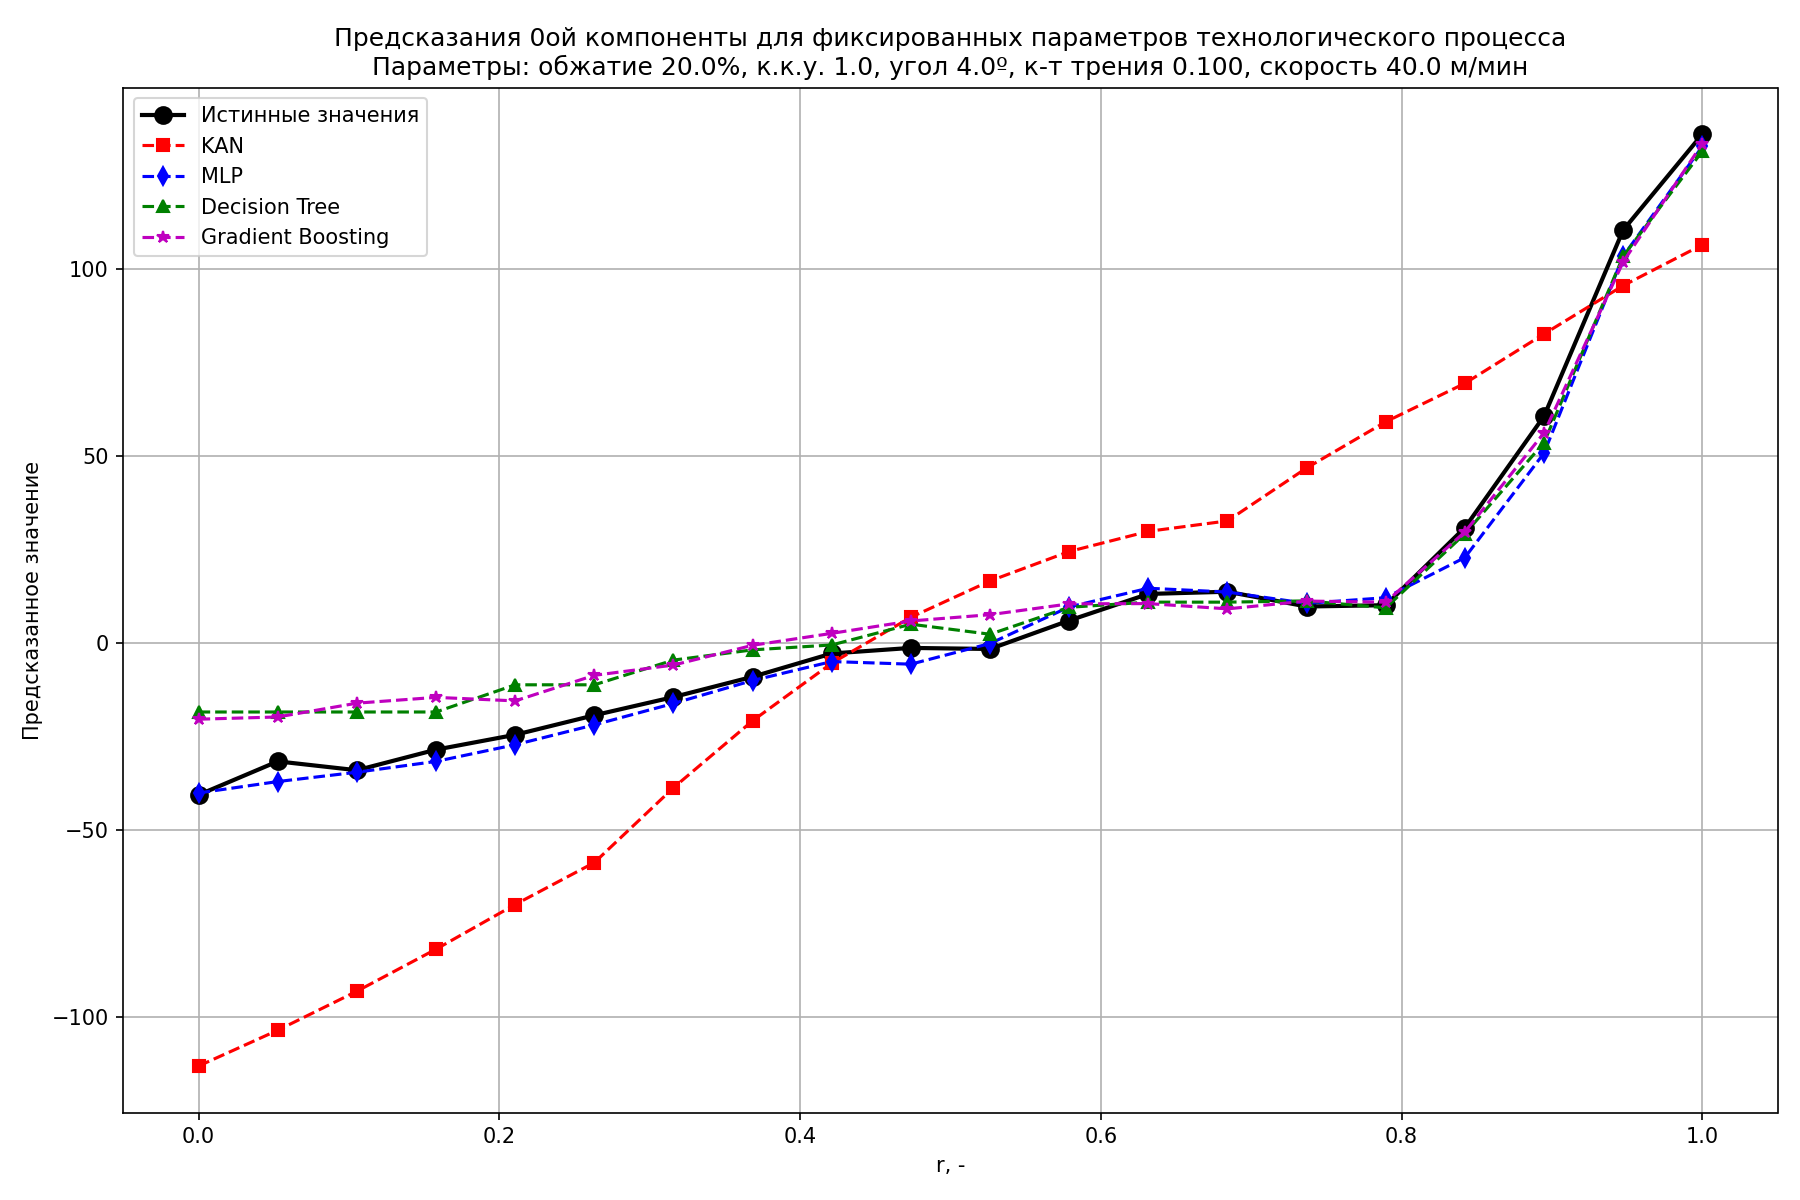 Предсказания 0ой компоненты для фиксированных параметров технологического процесса
Параметры: обжатие 20.0%, к.к.у. 1.0, угол 4.0º, к-т трения 0.100, скорость 40.0 м/мин
Истинные значения
KAN
MLP
Decision Tree
Gradient Boosting
Предсказанное значение
100
50
0
−50
−100
0.0 0.2 0.4 0.6 0.8 1.0
r, -